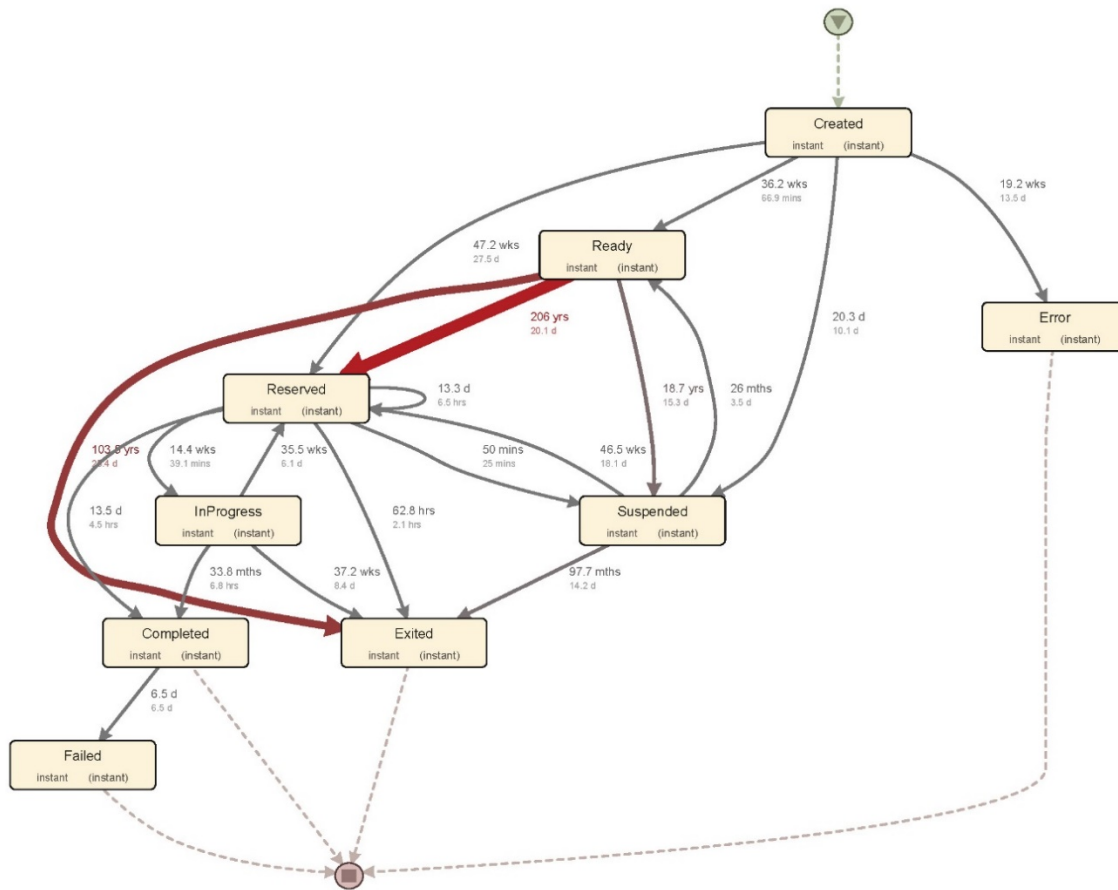 Created
instant (instant)
36.2 wks
66.9 mins
19.2 wks
13.5 d
47.2 wks
27.5 d
Ready
instant (instant)
20.3 d
10.1 d
Error
instant (instant)
206 yrs
20.1 d
Reserved
instant (instant)
13.3 d
6.5 hrs
18.7 yrs
15.3 d
26 mths
3.5 d
14.4 wks
39.1 mins
35.5 wks
6.1 d
50 mins
25 mins
46.5 wks
18.1 d
InProgress
instant (instant)
13.5 d
4.5 hrs
62.8 hrs
2.1 hrs
Suspended
instant (instant)
33.8 mths
6.8 hrs
37.2 wks
8.4 d
97.7 mths
14.2 d
Completed
instant (instant)
Exited
instant (instant)
6.5 d
6.5 d
Failed
instant (instant)